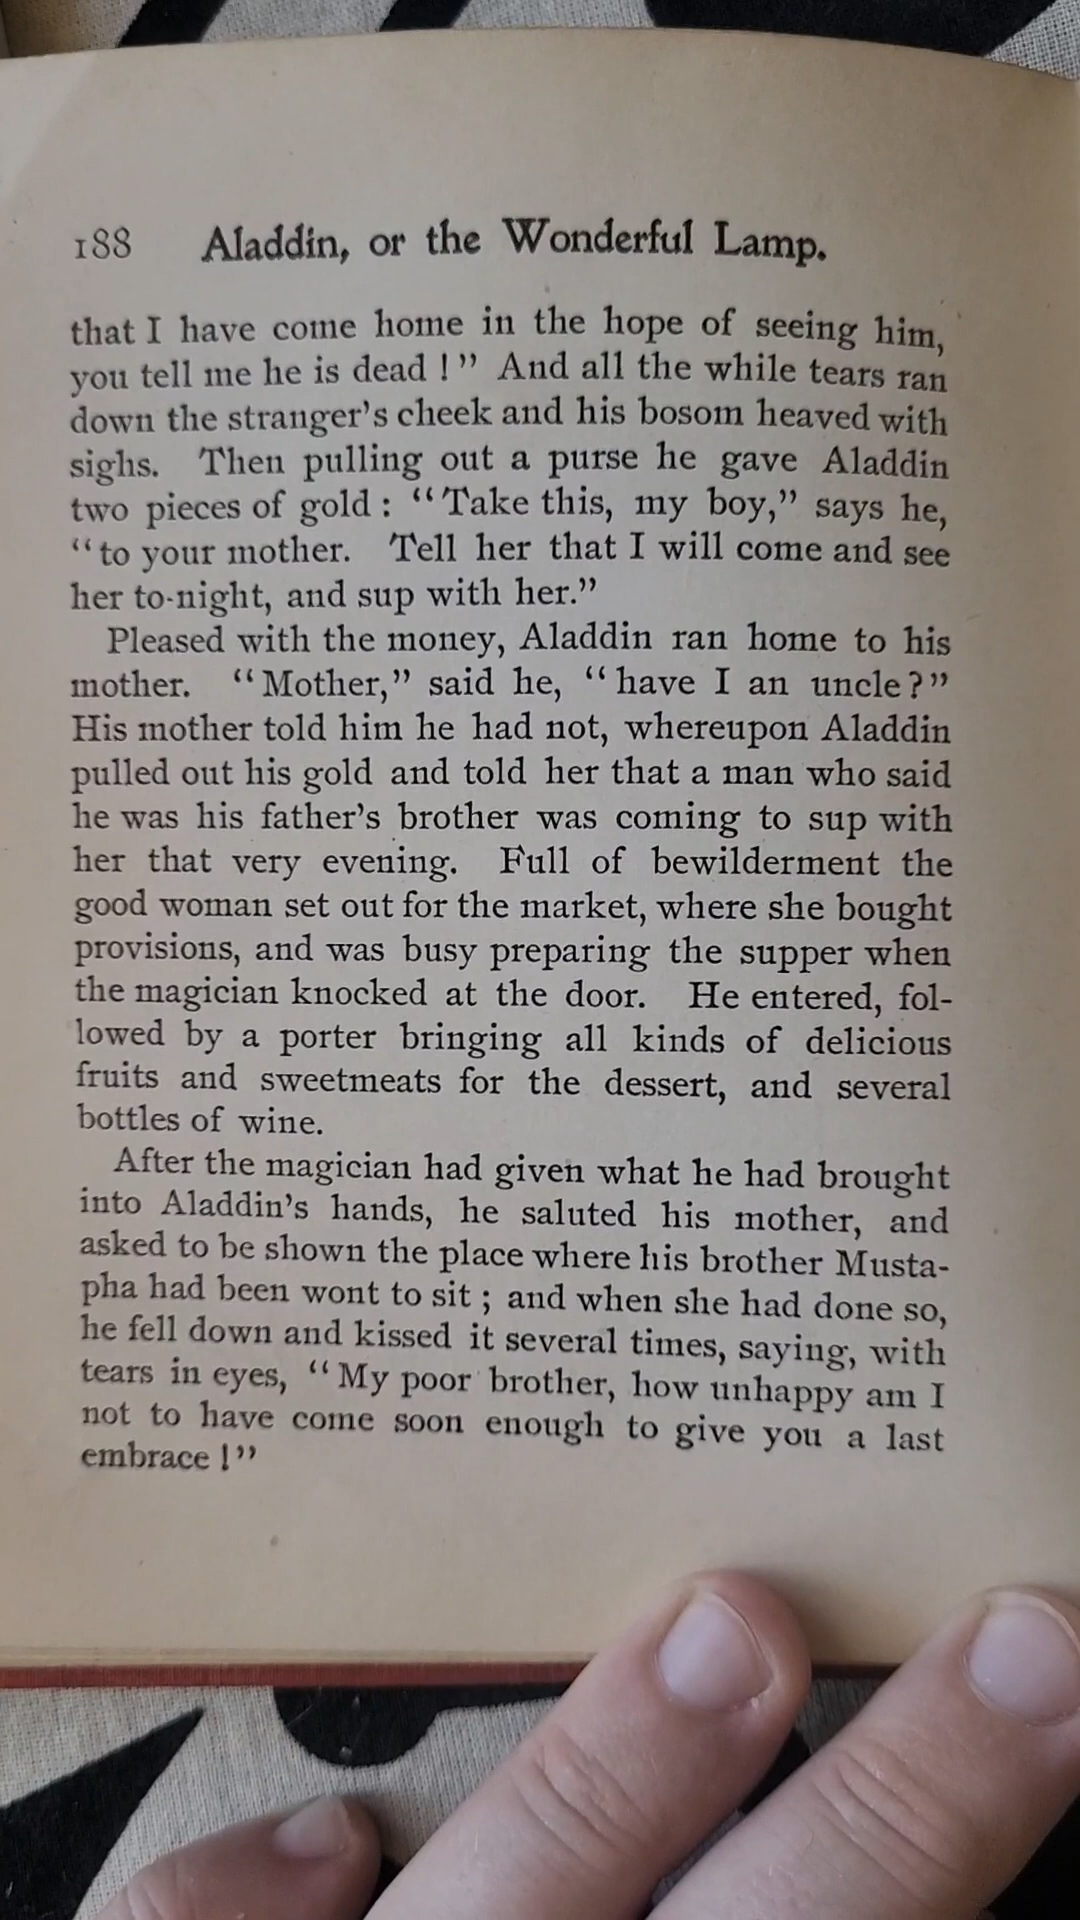 188 Aladdin, or the Wonderful Lamp.
that I have come home in the hope of seeing him,
you tell me he is dead !” And all the while tears ran
down the stranger’s cheek and his bosom heaved with
sighs. Then pulling out a purse he gave Aladdin
two pieces of gold : “Take this, my boy,” says he,
“to your mother. Tell her that I will come and see
her to-night, and sup with her.”
Pleased with the money, Aladdin ran home to his
mother. “Mother,” said he, “have I an uncle?”
His mother told him he had not, whereupon Aladdin
pulled out his gold and told her that a man who said
he was his father’s brother was coming to sup with
her that very evening. Full of bewilderment the
good woman set out for the market, where she bought
provisions, and was busy preparing the supper when
the magician knocked at the door. He entered, fol-
lowed by a porter bringing all kinds of delicious
fruits and sweetmeats for the dessert, and several
bottles of wine.
After the magician had given what he had brought
into Aladdin’s hands, he saluted his mother, and
asked to be shown the place where his brother Musta-
pha had been wont to sit ; and when she had done so,
he fell down and kissed it several times, saying, with
tears in eyes, “My poor brother, how unhappy am I
not to have come soon enough to give you a last
embrace !”